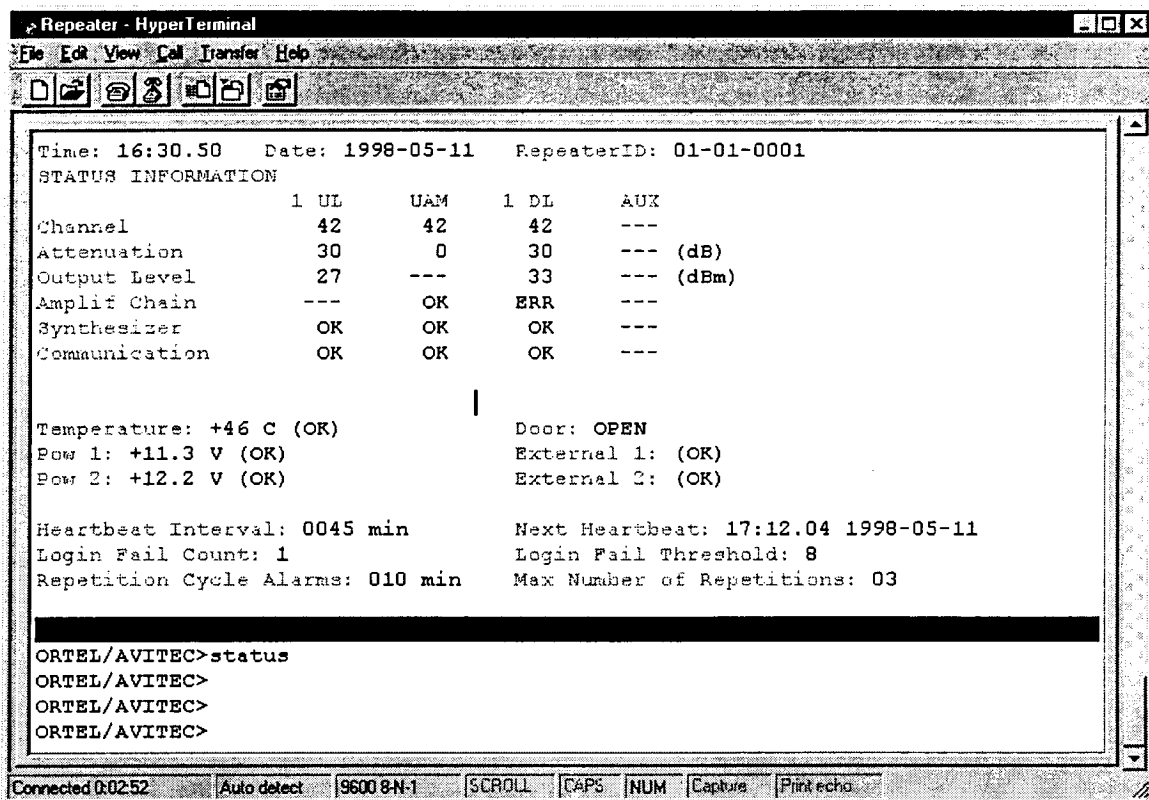 Repeater - HyperTerminal
File Edit View Call Transfer Help
Time: 16:30.50 Date: 1998-05-11 RepeaterID: 01-01-0001
STATUS INFORMATION
1 UL UAM 1 DL AUX
Channel 42 42 42 ---
Attenuation 30 0 30 --- (dB)
Output Level 27 --- 33 --- (dBm)
Amplif Chain --- OK ERR ---
Synthesizer OK OK OK ---
Communication OK OK OK ---
Temperature: +46 C (OK) Door: OPEN
Pow 1: +11.3 V (OK) External 1: (OK)
Pow 2: +12.2 V (OK) External 2: (OK)
Heartbeat Interval: 0045 min Next Heartbeat: 17:12.04 1998-05-11
Login Fail Count: 1 Login Fail Threshold: 8
Repetition Cycle Alarms: 010 min Max Number of Repetitions: 03
ORTEL/AVITEC>status
ORTEL/AVITEC>
ORTEL/AVITEC>
ORTEL/AVITEC>
Connected 0:02:52 Auto detect 9600 8-N-1 SCROLL CAPS NUM Capture Print echo